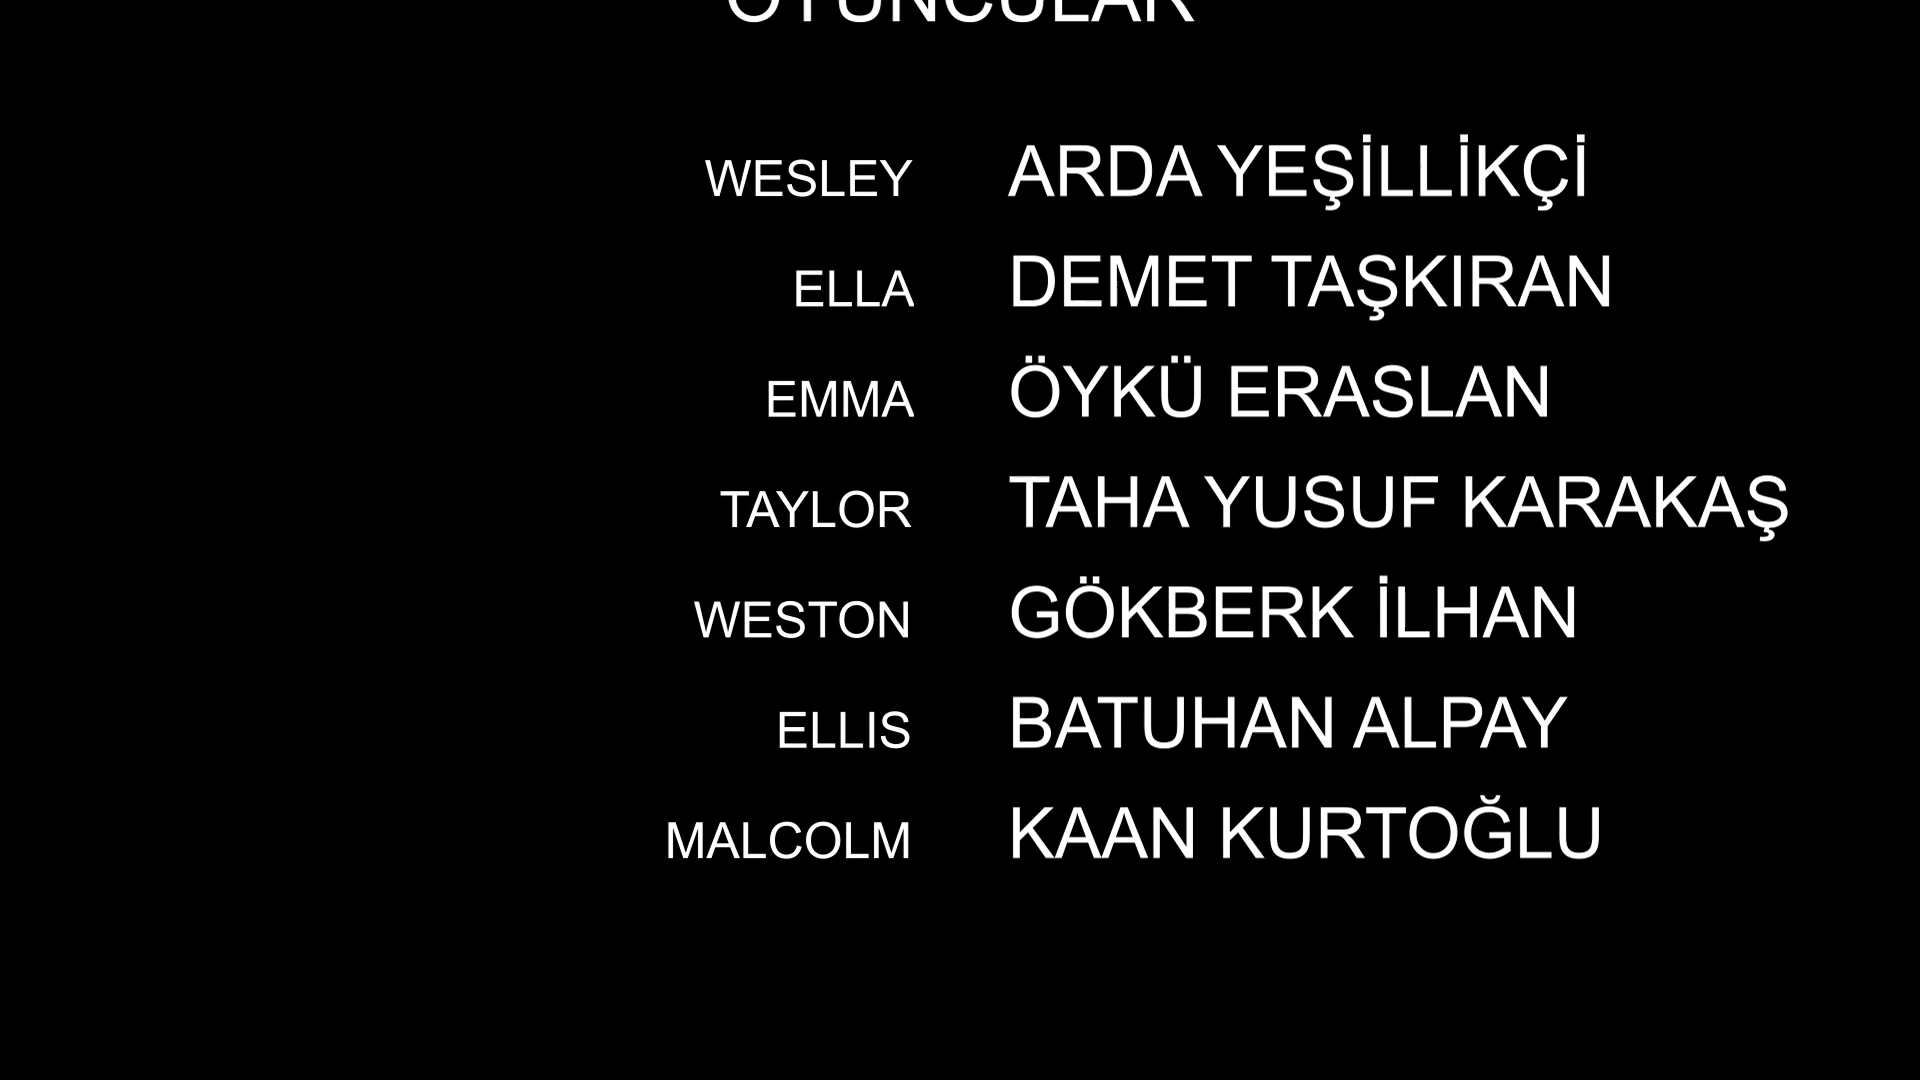 OYUNCULAR
WESLEY ARDA YEŞİLLİKÇİ
ELLA DEMET TAŞKIRAN
EMMA ÖYKÜ ERASLAN
TAYLOR TAHA YUSUF KARAKAŞ
WESTON GÖKBERK İLHAN
ELLIS BATUHAN ALPAY
MALCOLM KAAN KURTOĞLU